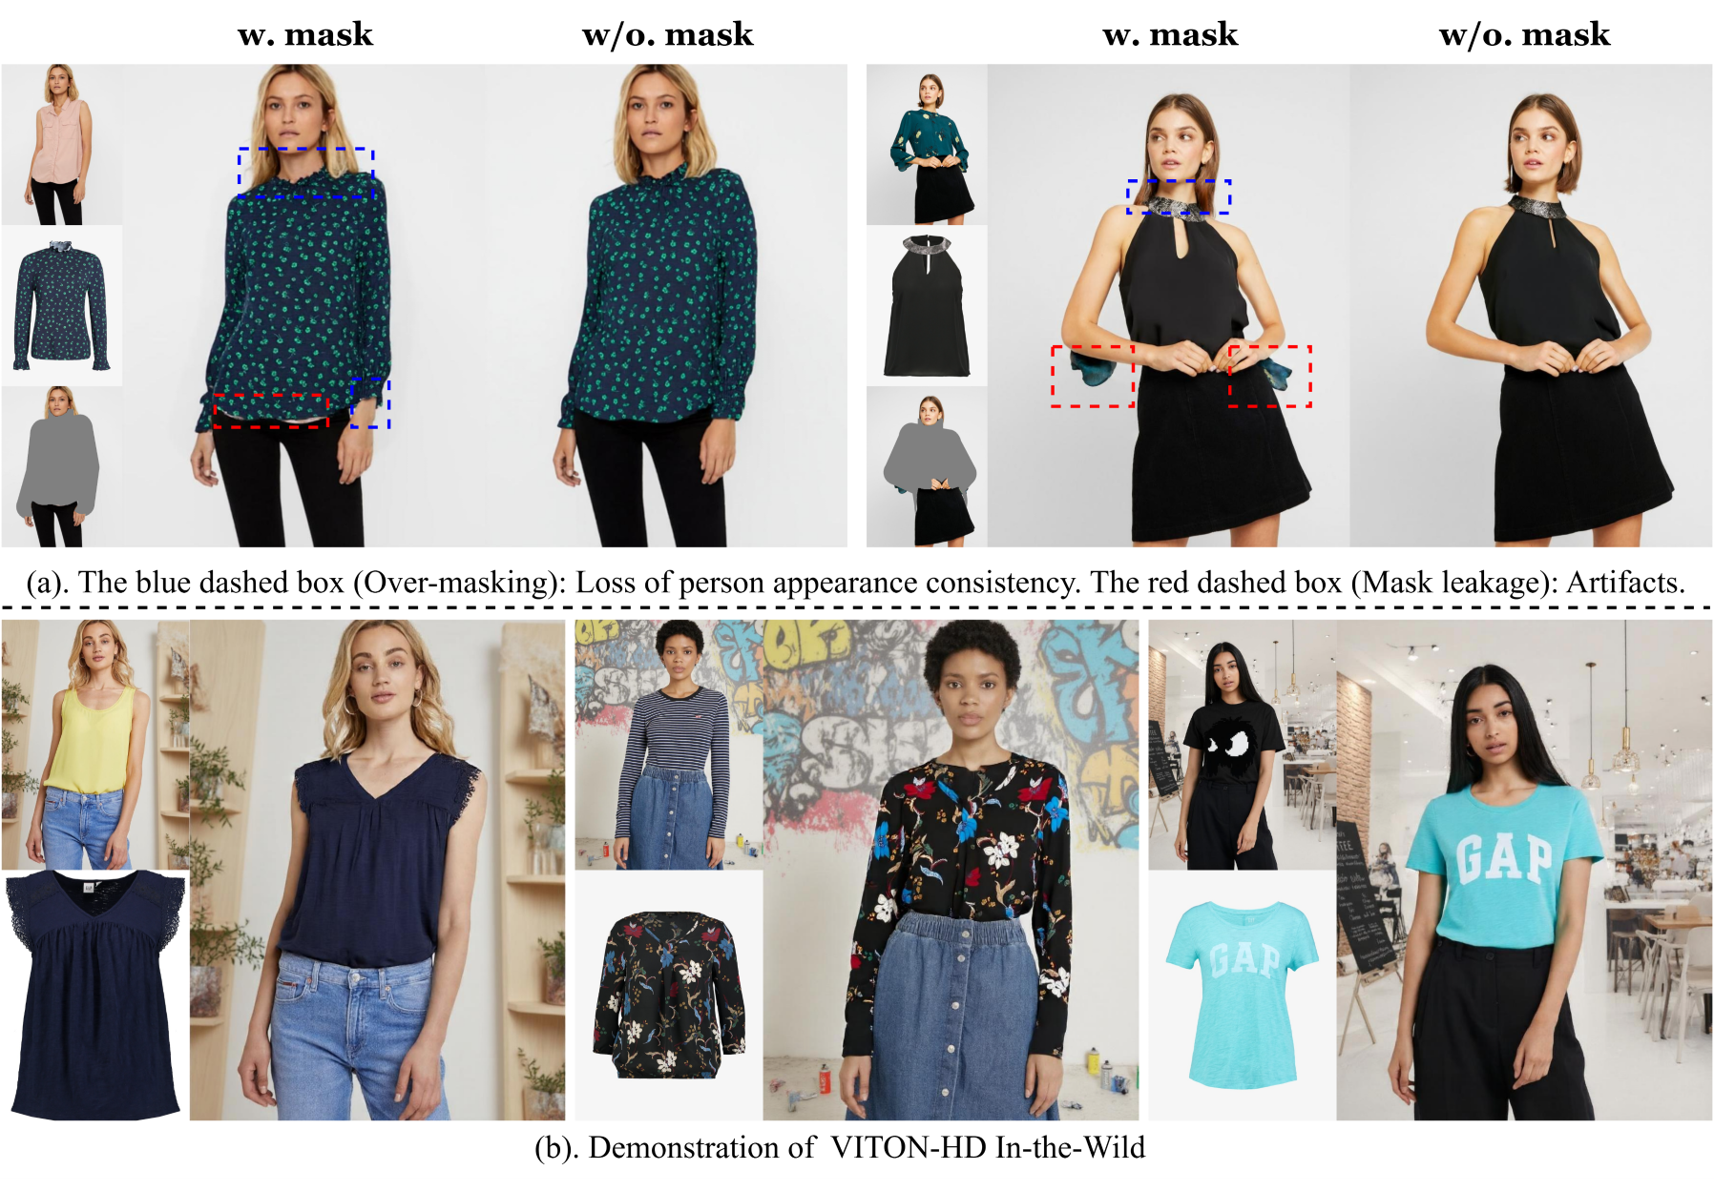 w. mask
w/o. mask
w. mask
w/o. mask
(a). The blue dashed box (Over-masking): Loss of person appearance consistency. The red dashed box (Mask leakage): Artifacts.
GAP
GAP
(b). Demonstration of VITON-HD In-the-Wild